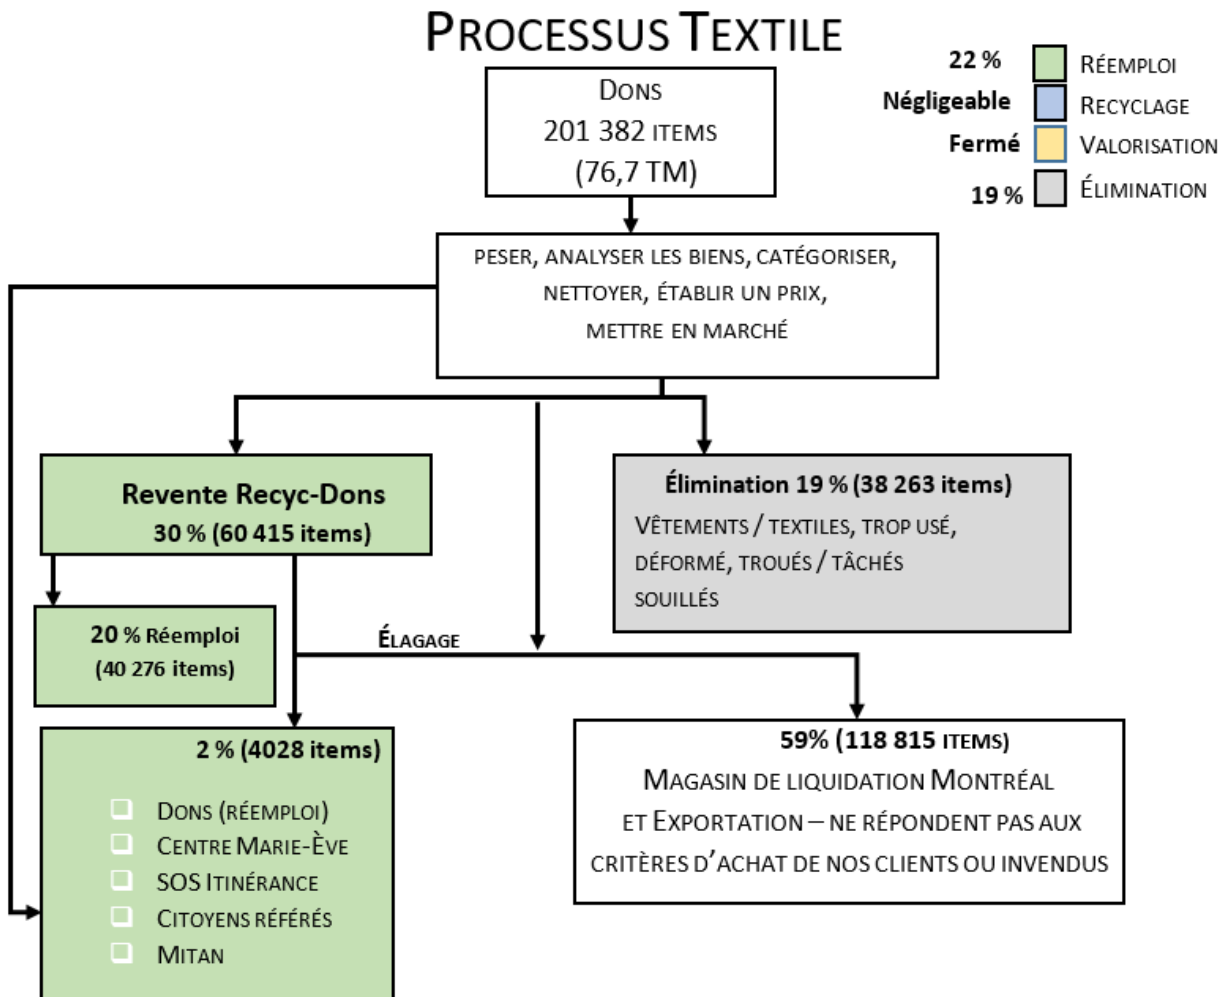 PROCESSUS TEXTILE
22 % RÉEMPLOI
Négligeable RECYCLAGE
Fermé VALORISATION
19 % ÉLIMINATION
DONS
201 382 ITEMS
(76,7 TM)
PESER, ANALYSER LES BIENS, CATÉGORISER,
NETTOYER, ÉTABLIR UN PRIX,
METTRE EN MARCHÉ
Revente Recyc-Dons
30 % (60 415 items)
Élimination 19 % (38 263 items)
VÊTEMENTS / TEXTILES, TROP USÉ,
DÉFORMÉ, TROUÉS / TÂCHÉS
SOUILLÉS
20 % Réemploi
(40 276 items)
ÉLAGAGE
2 % (4028 items)
DONS (RÉEMPLOI)
CENTRE MARIE-ÈVE
SOS ITINÉRANCE
CITOYENS RÉFÉRÉS
MITAN
59% (118 815 ITEMS)
MAGASIN DE LIQUIDATION MONTRÉAL
ET EXPORTATION – NE RÉPONDENT PAS AUX
CRITÈRES D'ACHAT DE NOS CLIENTS OU INVENDUS